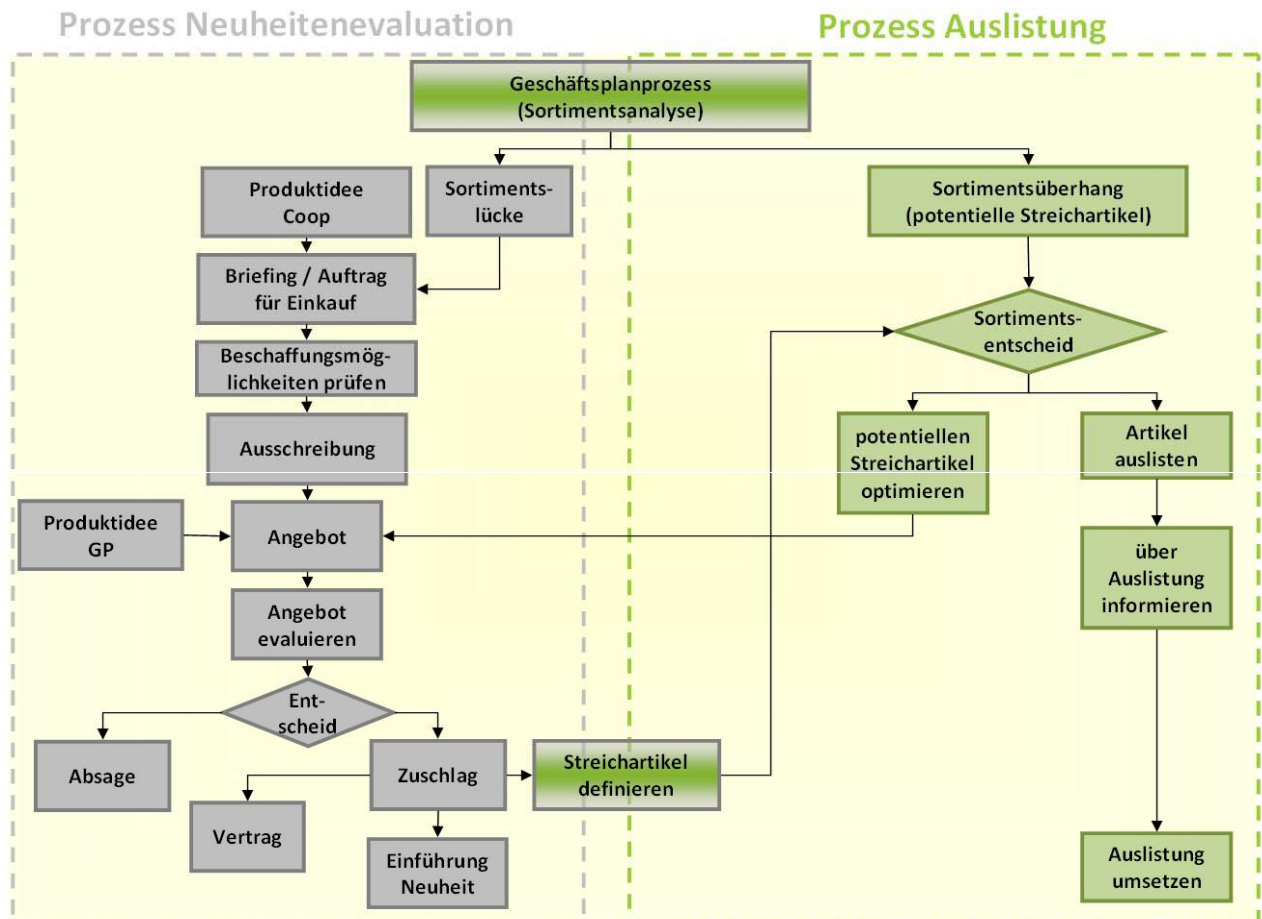 Prozess Neuheitenevaluation
Prozess Auslistung
Geschäftsplanprozess
(Sortimentsanalyse)
Produktidee
Coop
Sortiments-
lücke
Sortimentsüberhang
(potentielle Streichartikel)
Briefing / Auftrag
für Einkauf
Sortiments-
entscheid
Beschaffungsmög-
lichkeiten prüfen
Ausschreibung
potentiellen
Streichartikel
optimieren
Artikel
auslisten
Produktidee
GP
Angebot
über
Auslistung
informieren
Angebot
evaluieren
Ent-
scheid
Absage
Zuschlag
Streichartikel
definieren
Vertrag
Einführung
Neuheit
Auslistung
umsetzen